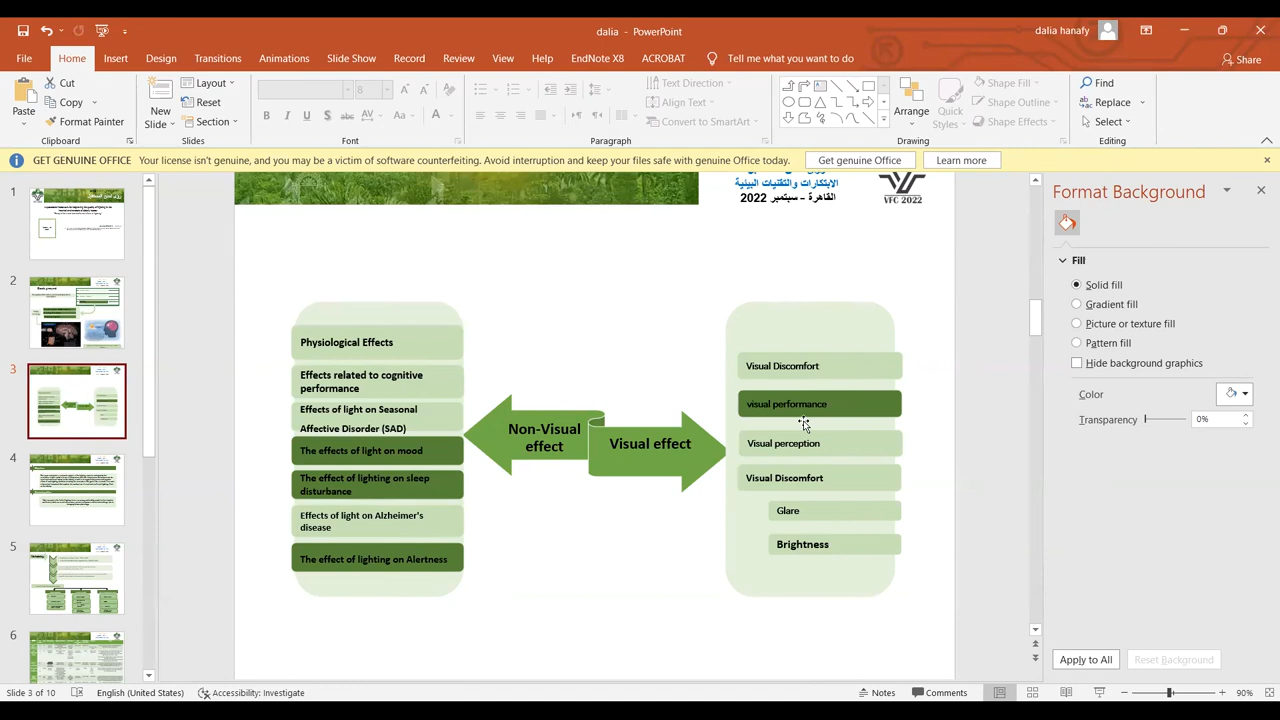 dalia - PowerPoint
dalia hanafy
File Home Insert Design Transitions Animations Slide Show Record Review View Help EndNote X8 ACROBAT Tell me what you want to do
Share
Paste
Cut
Copy
Format Painter
Clipboard
New
Slide
Layout
Reset
Section
Slides
8
Font
Text Direction
Align Text
Convert to SmartArt
Paragraph
Arrange
Quick
Styles
Shape Fill
Shape Outline
Shape Effects
Drawing
Find
Replace
Select
Editing
GET GENUINE OFFICE Your license isn't genuine, and you may be a victim of software counterfeiting. Avoid interruption and keep your files safe with genuine Office today. Get genuine Office Learn more
1
2
3
4
5
6
الابتكارات والتقنيات البيئية
القاهرة - سبتمبر 2022
VFC 2022
Physiological Effects
Effects related to cognitive
performance
Effects of light on Seasonal
Affective Disorder (SAD)
The effects of light on mood
The effect of lighting on sleep
disturbance
Effects of light on Alzheimer's
disease
The effect of lighting on Alertness
Non-Visual
effect
Visual effect
Visual Discomfort
visual performance
Visual perception
Visual Discomfort
Glare
Brightness
Format Background
Fill
Solid fill
Gradient fill
Picture or texture fill
Pattern fill
Hide background graphics
Color
Transparency 0%
Apply to All Reset Background
Slide 3 of 10 English (United States) Accessibility: Investigate Notes Comments 90%